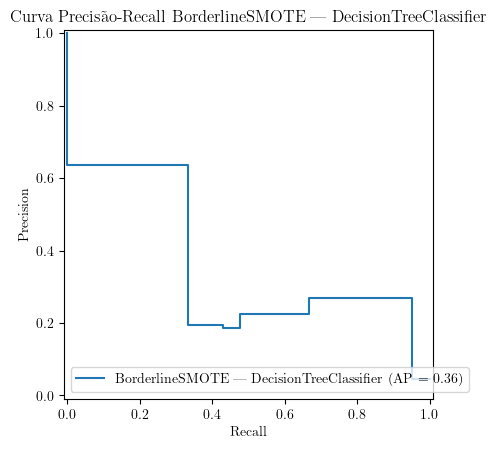 Curva Precisão-Recall BorderlineSMOTE — DecisionTreeClassifier
1.0
0.8
0.6
0.4
0.2
0.0
Precision
BorderlineSMOTE — DecisionTreeClassifier (AP = 0.36)
0.0 0.2 0.4 0.6 0.8 1.0
Recall